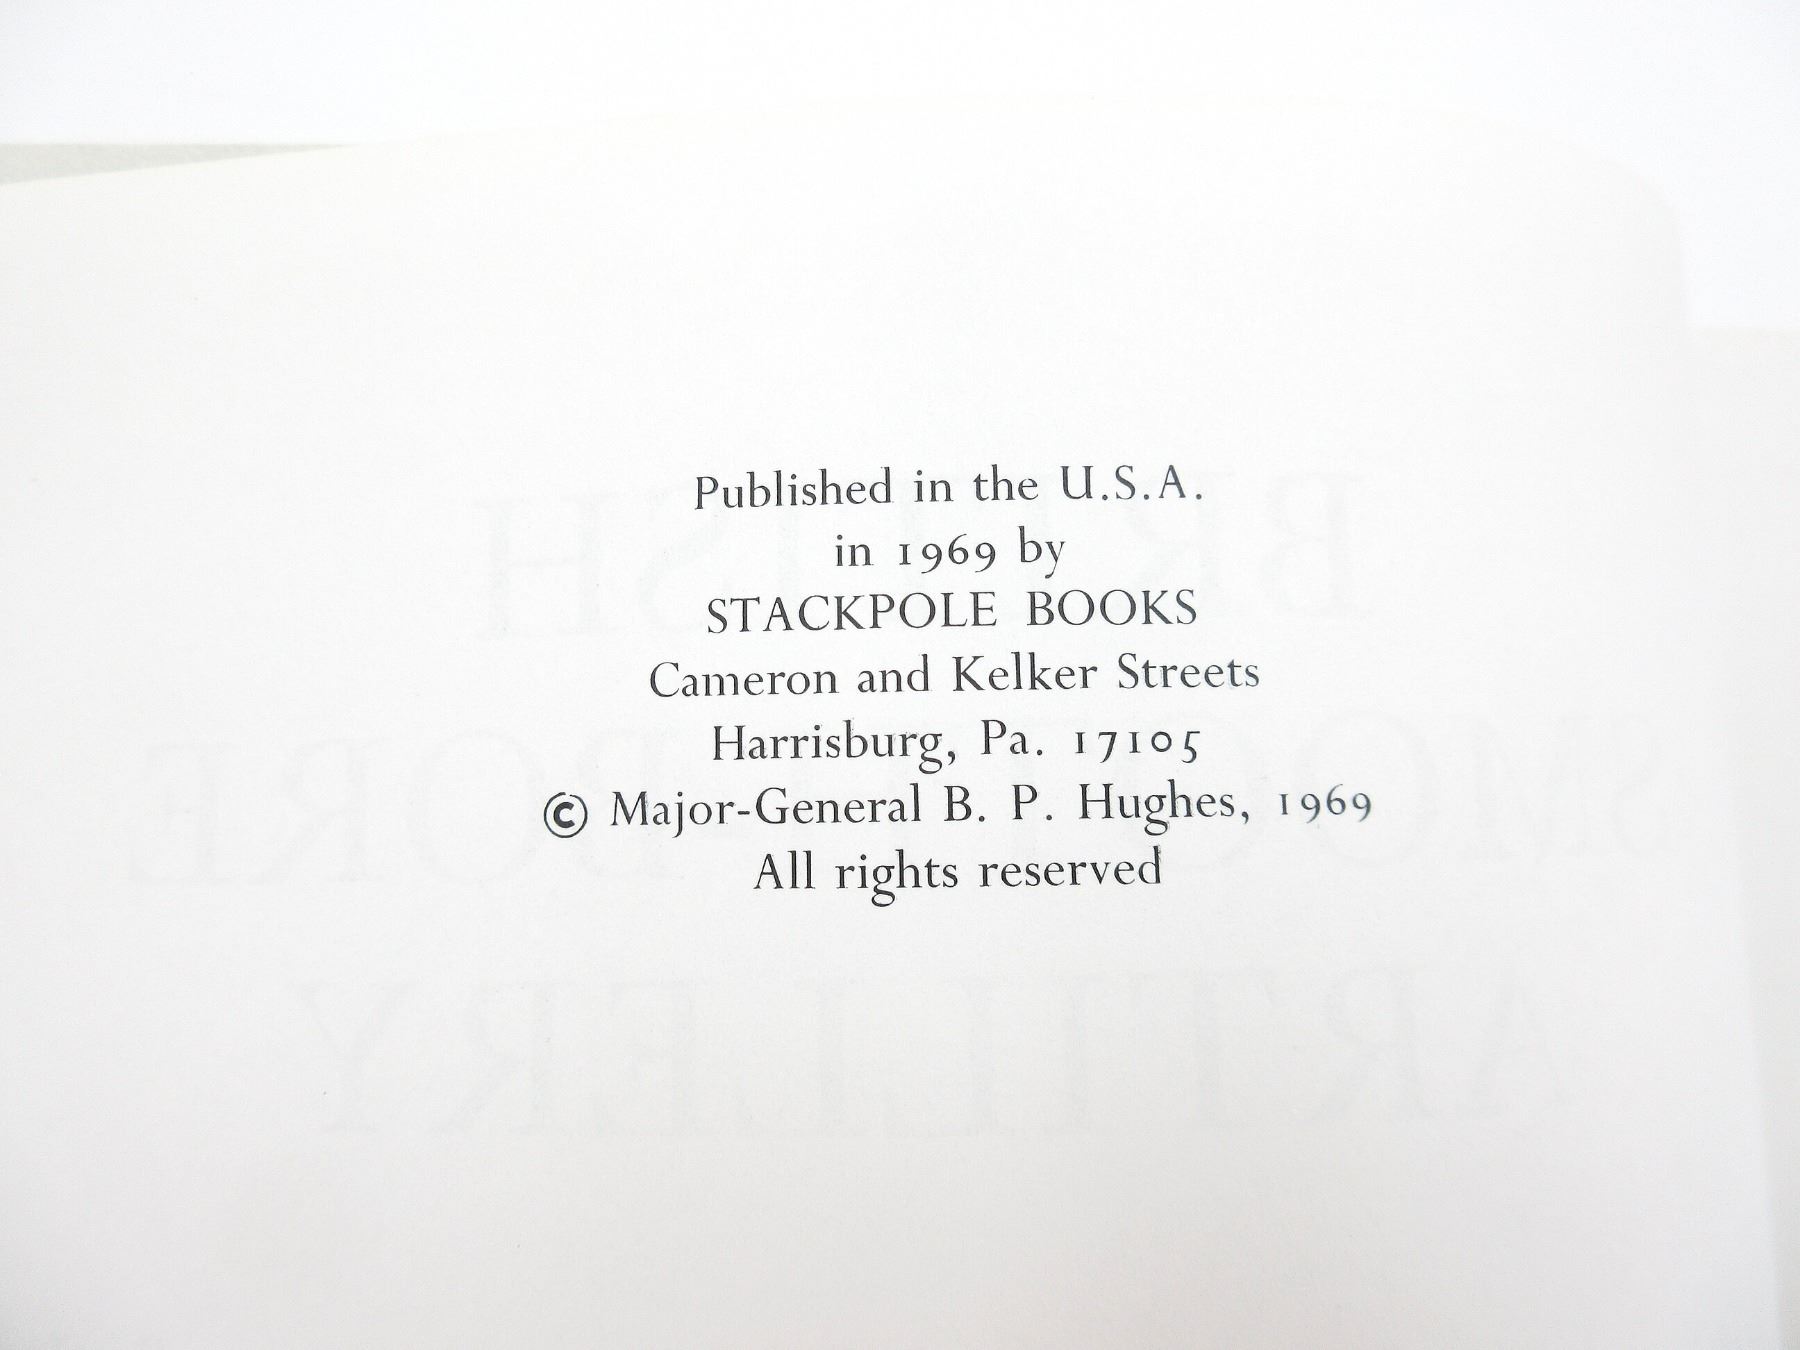 Published in the U.S.A.
in 1969 by
STACKPOLE BOOKS
Cameron and Kelker Streets
Harrisburg, Pa. 17105
© Major-General B. P. Hughes, 1969
All rights reserved